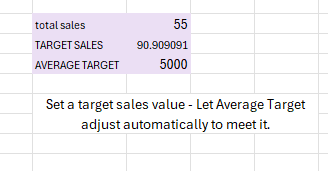 total sales 55
TARGET SALES 90.909091
AVERAGE TARGET 5000
Set a target sales value - Let Average Target
adjust automatically to meet it.